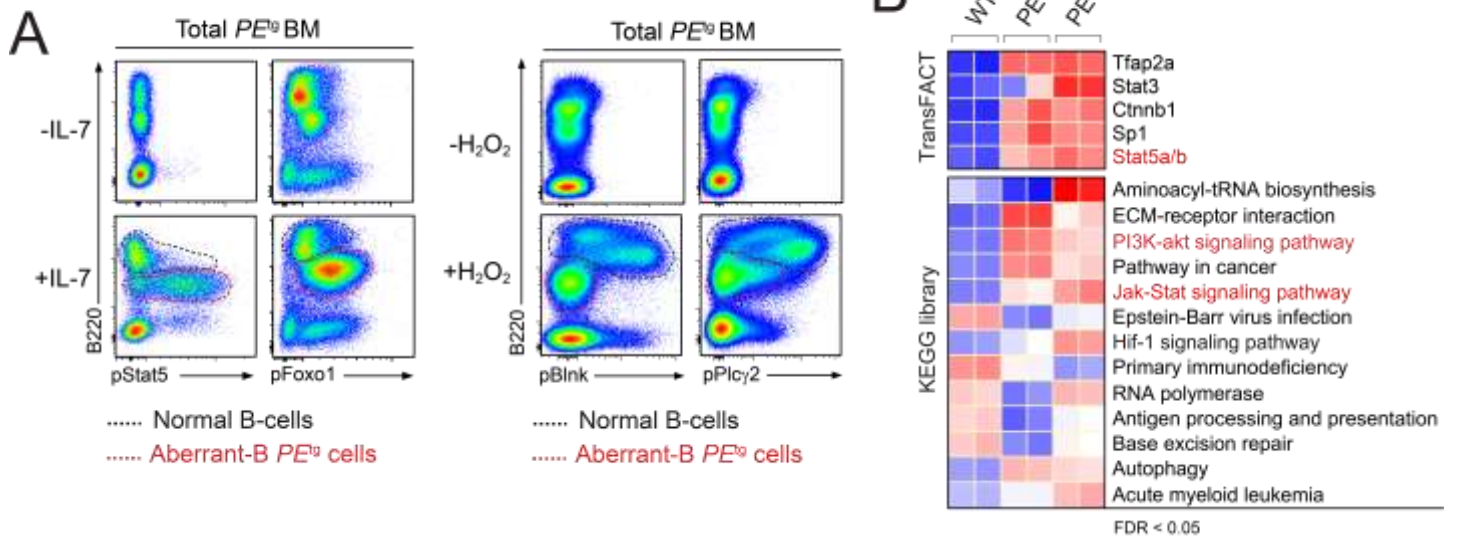 A
Total PEtg BM
Total PEtg BM
-IL-7
+IL-7
B220
pStat5
pFoxo1
-H2O2
+H2O2
B220
pBlnk
pPlcγ2
Normal B-cells
Aberrant-B PEtg cells
Normal B-cells
Aberrant-B PEtg cells
B
WT
PE
PE
TransFACT
Tfap2a
Stat3
Ctnnb1
Sp1
Stat5a/b
KEGG library
Aminoacyl-tRNA biosynthesis
ECM-receptor interaction
PI3K-akt signaling pathway
Pathway in cancer
Jak-Stat signaling pathway
Epstein-Barr virus infection
Hif-1 signaling pathway
Primary immunodeficiency
RNA polymerase
Antigen processing and presentation
Base excision repair
Autophagy
Acute myeloid leukemia
FDR < 0.05